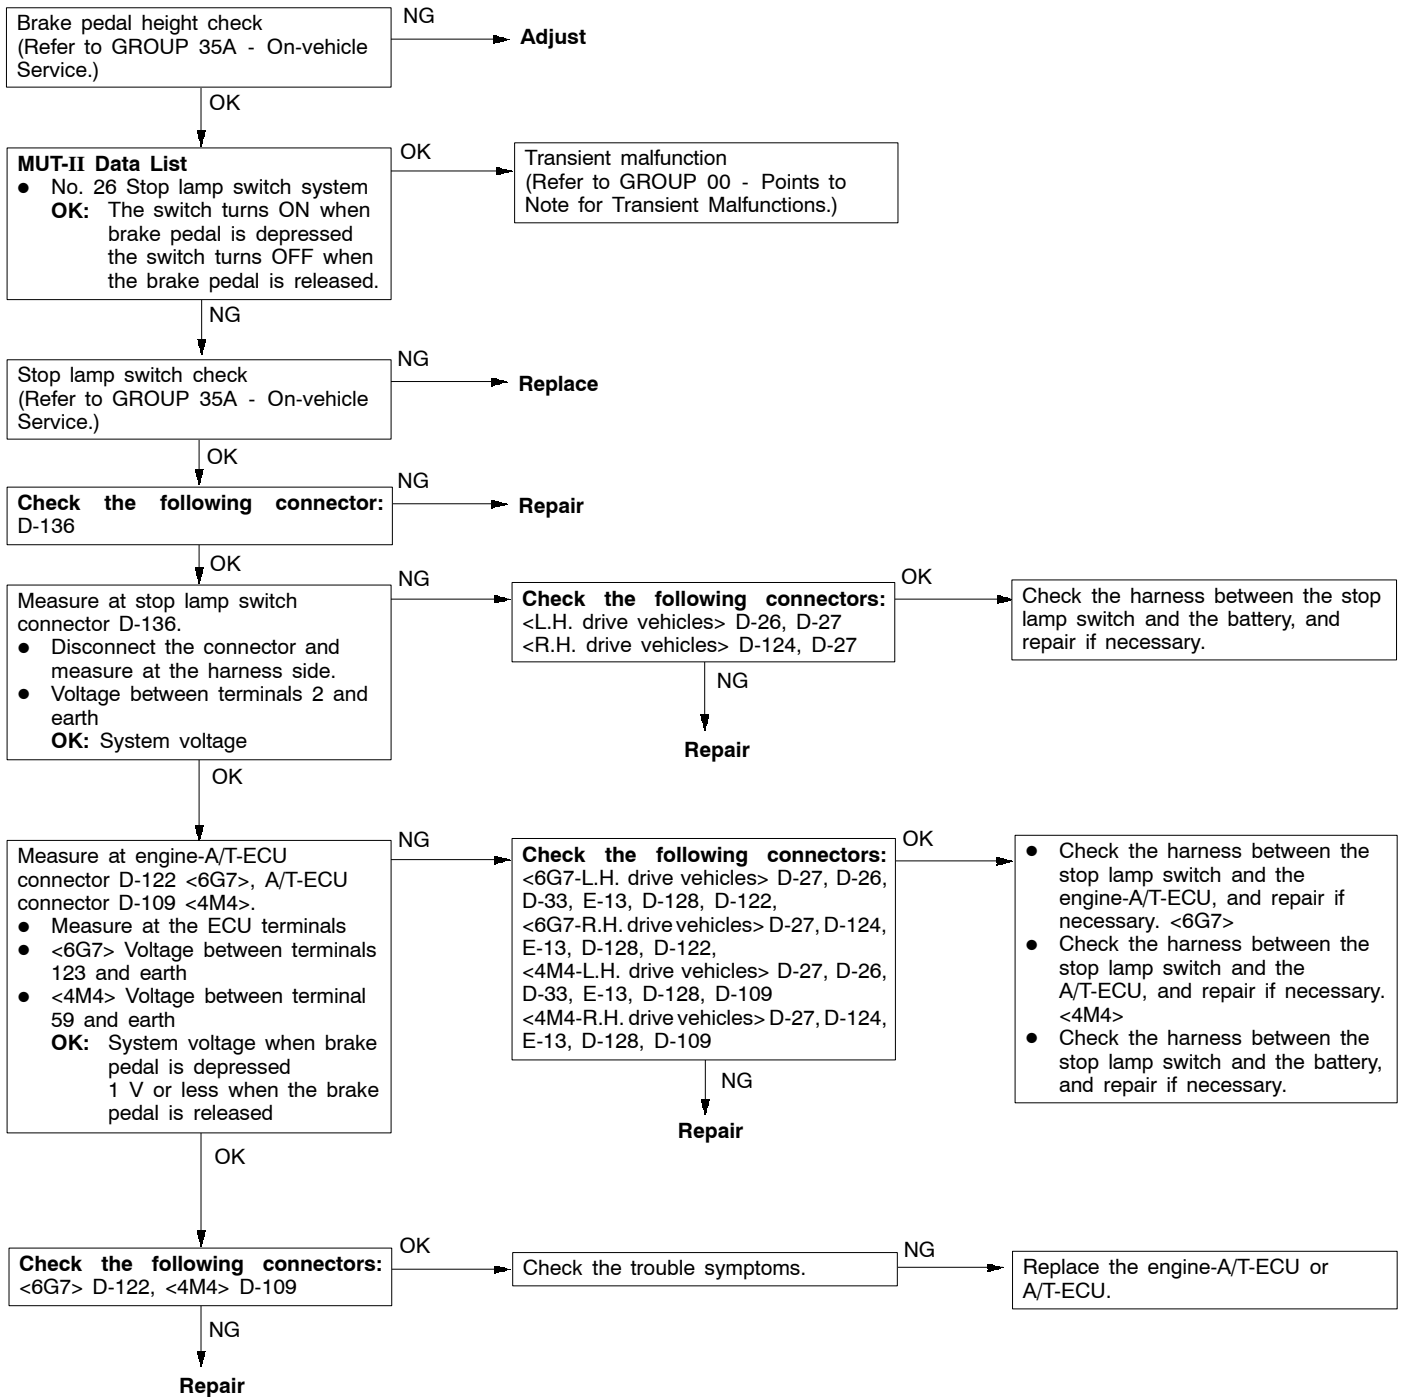 Brake pedal height check
(Refer to GROUP 35A - On-vehicle
Service.)
NG
Adjust
OK
MUT-II Data List
● No. 26 Stop lamp switch system
OK: The switch turns ON when
brake pedal is depressed
the switch turns OFF when
the brake pedal is released.
OK
Transient malfunction
(Refer to GROUP 00 - Points to
Note for Transient Malfunctions.)
NG
Stop lamp switch check
(Refer to GROUP 35A - On-vehicle
Service.)
NG
Replace
OK
Check the following connector:
D-136
NG
Repair
OK
Measure at stop lamp switch
connector D-136.
● Disconnect the connector and
measure at the harness side.
● Voltage between terminals 2 and
earth
OK: System voltage
NG
Check the following connectors:
<L.H. drive vehicles> D-26, D-27
<R.H. drive vehicles> D-124, D-27
OK
Check the harness between the stop
lamp switch and the battery, and
repair if necessary.
NG
Repair
OK
Measure at engine-A/T-ECU
connector D-122 <6G7>, A/T-ECU
connector D-109 <4M4>.
● Measure at the ECU terminals
● <6G7> Voltage between terminals
123 and earth
● <4M4> Voltage between terminal
59 and earth
OK: System voltage when brake
pedal is depressed
1 V or less when the brake
pedal is released
NG
Check the following connectors:
<6G7-L.H. drive vehicles> D-27, D-26,
D-33, E-13, D-128, D-122,
<6G7-R.H. drive vehicles> D-27, D-124,
E-13, D-128, D-122,
<4M4-L.H. drive vehicles> D-27, D-26,
D-33, E-13, D-128, D-109
<4M4-R.H. drive vehicles> D-27, D-124,
E-13, D-128, D-109
OK
● Check the harness between the
stop lamp switch and the
engine-A/T-ECU, and repair if
necessary. <6G7>
● Check the harness between the
stop lamp switch and the
A/T-ECU, and repair if necessary.
<4M4>
● Check the harness between the
stop lamp switch and the battery,
and repair if necessary.
NG
Repair
OK
Check the following connectors:
<6G7> D-122, <4M4> D-109
OK
Check the trouble symptoms.
NG
Replace the engine-A/T-ECU or
A/T-ECU.
NG
Repair